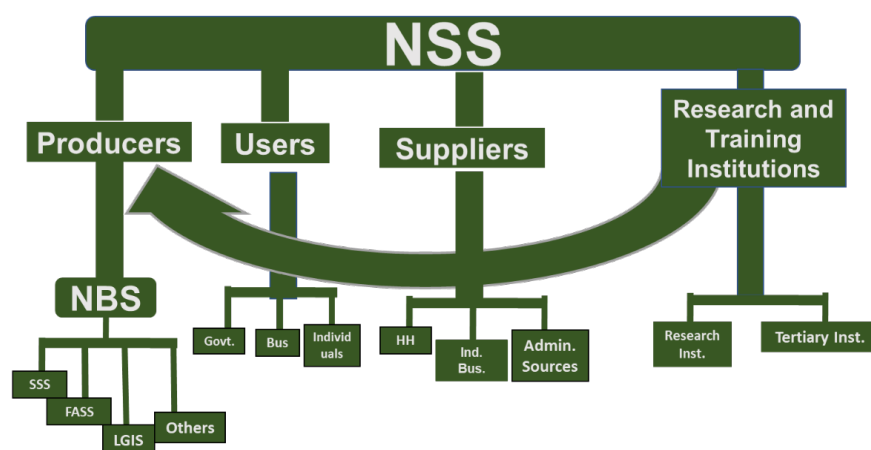 NSS
Producers
Users
Suppliers
Research and
Training
Institutions
NBS
Govt.
Bus
Individ
uals
HH
Ind.
Bus.
Admin.
Sources
Research
Inst.
Tertiary Inst.
SSS
FASS
LGIS
Others